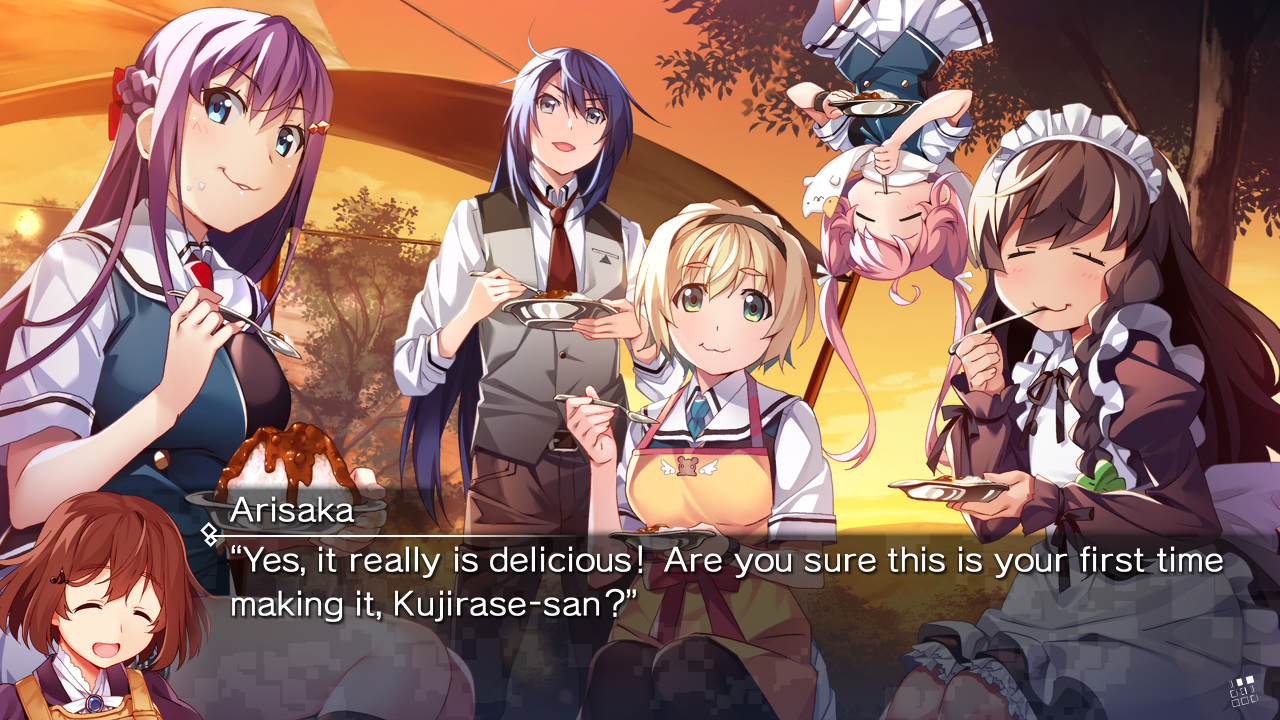 Arisaka
“Yes, it really is delicious! Are you sure this is your first time
making it, Kujirase-san?”